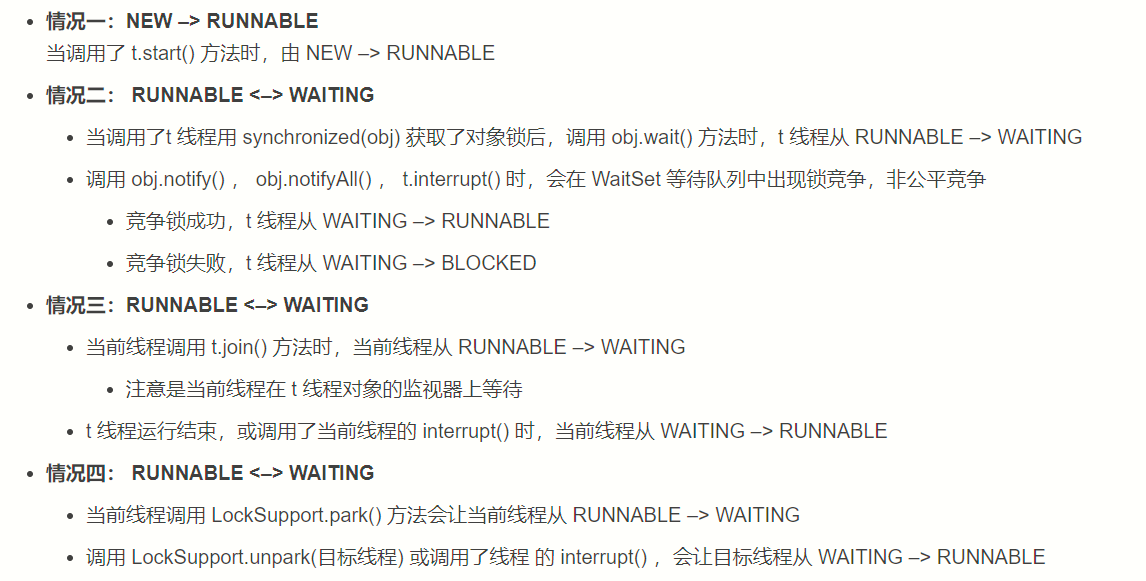 情况一：NEW –> RUNNABLE
当调用了 t.start() 方法时，由 NEW –> RUNNABLE
情况二： RUNNABLE <–> WAITING
当调用了t 线程用 synchronized(obj) 获取了对象锁后，调用 obj.wait() 方法时，t 线程从 RUNNABLE –> WAITING
调用 obj.notify() ， obj.notifyAll() ， t.interrupt() 时，会在 WaitSet 等待队列中出现锁竞争，非公平竞争
竞争锁成功，t 线程从 WAITING –> RUNNABLE
竞争锁失败，t 线程从 WAITING –> BLOCKED
情况三：RUNNABLE <–> WAITING
当前线程调用 t.join() 方法时，当前线程从 RUNNABLE –> WAITING
注意是当前线程在 t 线程对象的监视器上等待
t 线程运行结束，或调用了当前线程的 interrupt() 时，当前线程从 WAITING –> RUNNABLE
情况四： RUNNABLE <–> WAITING
当前线程调用 LockSupport.park() 方法会让当前线程从 RUNNABLE –> WAITING
调用 LockSupport.unpark(目标线程) 或调用了线程 的 interrupt() ，会让目标线程从 WAITING –> RUNNABLE